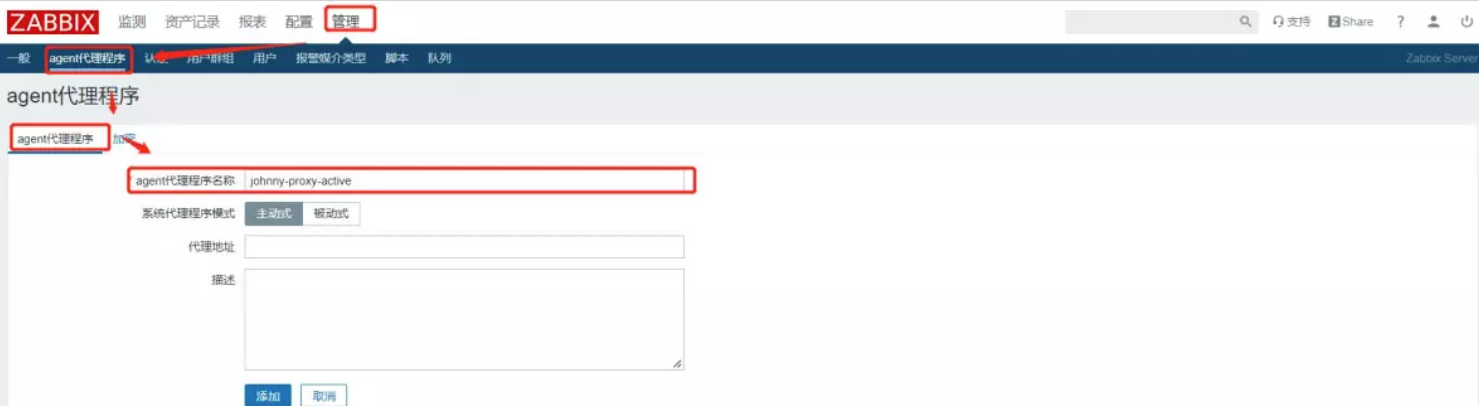 ZABBIX 监测 资产记录 报表 配置 管理 支持 Z Share ?
一般 agent代理程序 认证 用户群组 用户 报警媒介类型 脚本 队列 Zabbix Server
agent代理程序
agent代理程序 加密
agent代理程序名称 johnny-proxy-active
系统代理程序模式 主动式 被动式
代理地址
描述
添加 取消